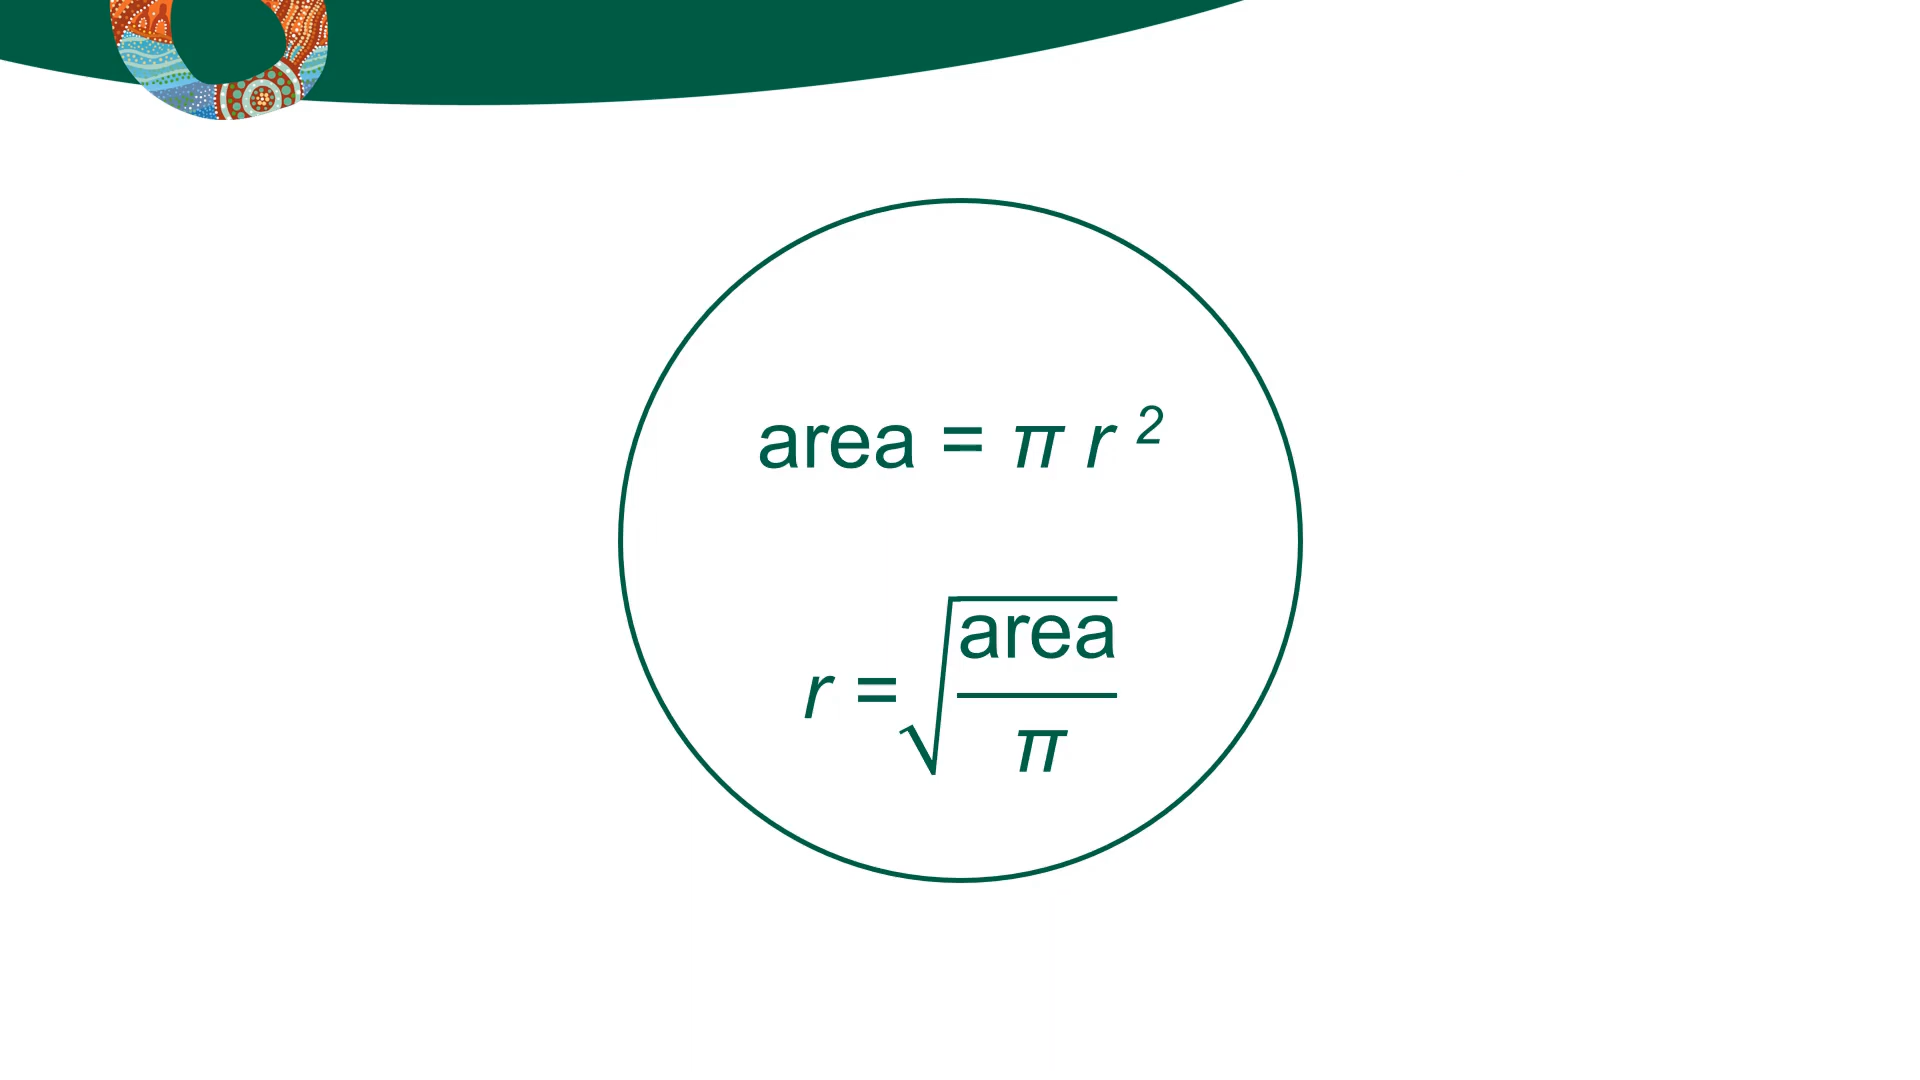 area = π r ²
r = √(area/π)